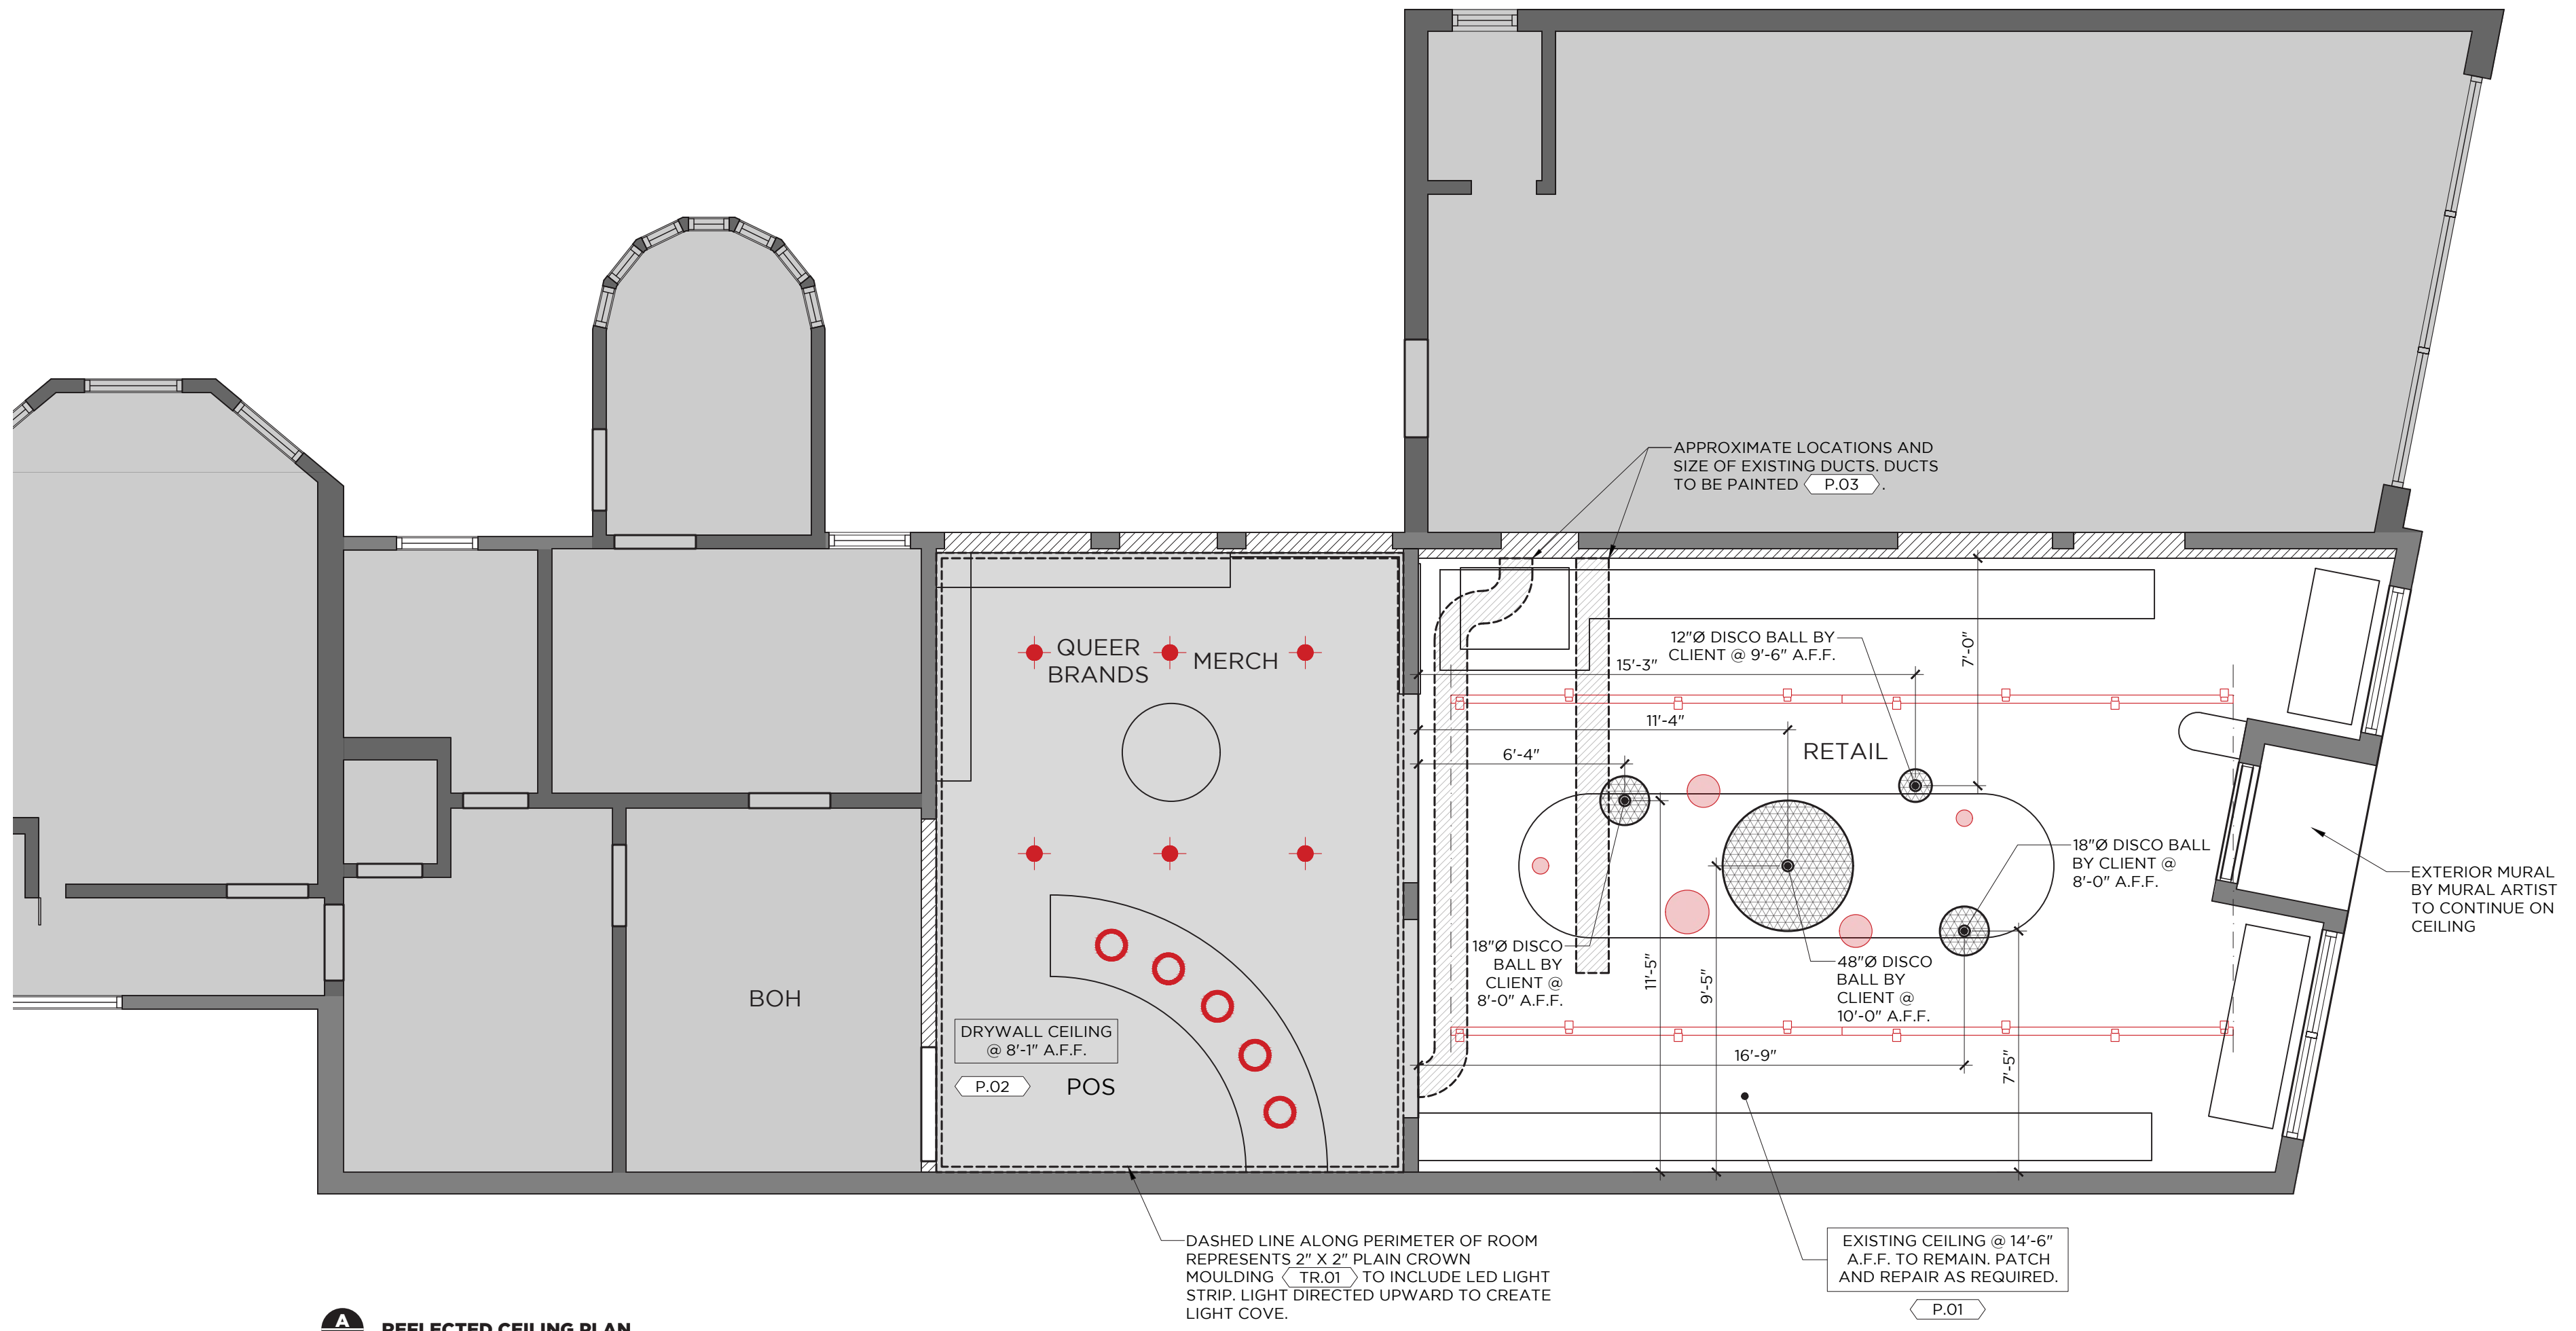 APPROXIMATE LOCATIONS AND
SIZE OF EXISTING DUCTS. DUCTS
TO BE PAINTED P.03 .
QUEER
BRANDS
MERCH
12"Ø DISCO BALL BY
CLIENT @ 9'-6" A.F.F.
15'-3"
7'-0"
11'-4"
6'-4"
RETAIL
18"Ø DISCO BALL
BY CLIENT @
8'-0" A.F.F.
EXTERIOR MURAL
BY MURAL ARTIST
TO CONTINUE ON
CEILING
18"Ø DISCO
BALL BY
CLIENT @
8'-0" A.F.F.
11'-5"
9'-5"
48"Ø DISCO
BALL BY
CLIENT @
10'-0" A.F.F.
BOH
DRYWALL CEILING
@ 8'-1" A.F.F.
P.02
POS
16'-9"
7'-5"
DASHED LINE ALONG PERIMETER OF ROOM
REPRESENTS 2" X 2" PLAIN CROWN
MOULDING TR.01 TO INCLUDE LED LIGHT
STRIP. LIGHT DIRECTED UPWARD TO CREATE
LIGHT COVE.
EXISTING CEILING @ 14'-6"
A.F.F. TO REMAIN. PATCH
AND REPAIR AS REQUIRED.
P.01
A
REFLECTED CEILING PLAN